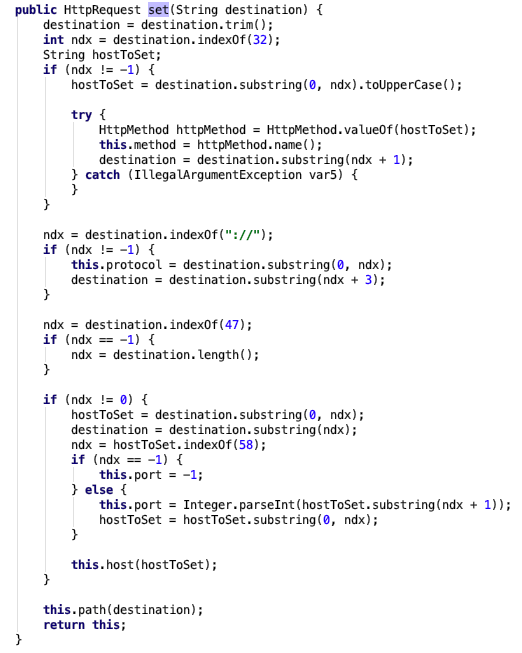 public HttpRequest set(String destination) {
    destination = destination.trim();
    int ndx = destination.indexOf(32);
    String hostToSet;
    if (ndx != -1) {
        hostToSet = destination.substring(0, ndx).toUpperCase();

        try {
            HttpMethod httpMethod = HttpMethod.valueOf(hostToSet);
            this.method = httpMethod.name();
            destination = destination.substring(ndx + 1);
        } catch (IllegalArgumentException var5) {
        }
    }

    ndx = destination.indexOf("://");
    if (ndx != -1) {
        this.protocol = destination.substring(0, ndx);
        destination = destination.substring(ndx + 3);
    }

    ndx = destination.indexOf(47);
    if (ndx == -1) {
        ndx = destination.length();
    }

    if (ndx != 0) {
        hostToSet = destination.substring(0, ndx);
        destination = destination.substring(ndx);
        ndx = hostToSet.indexOf(58);
        if (ndx == -1) {
            this.port = -1;
        } else {
            this.port = Integer.parseInt(hostToSet.substring(ndx + 1));
            hostToSet = hostToSet.substring(0, ndx);
        }

        this.host(hostToSet);
    }

    this.path(destination);
    return this;
}